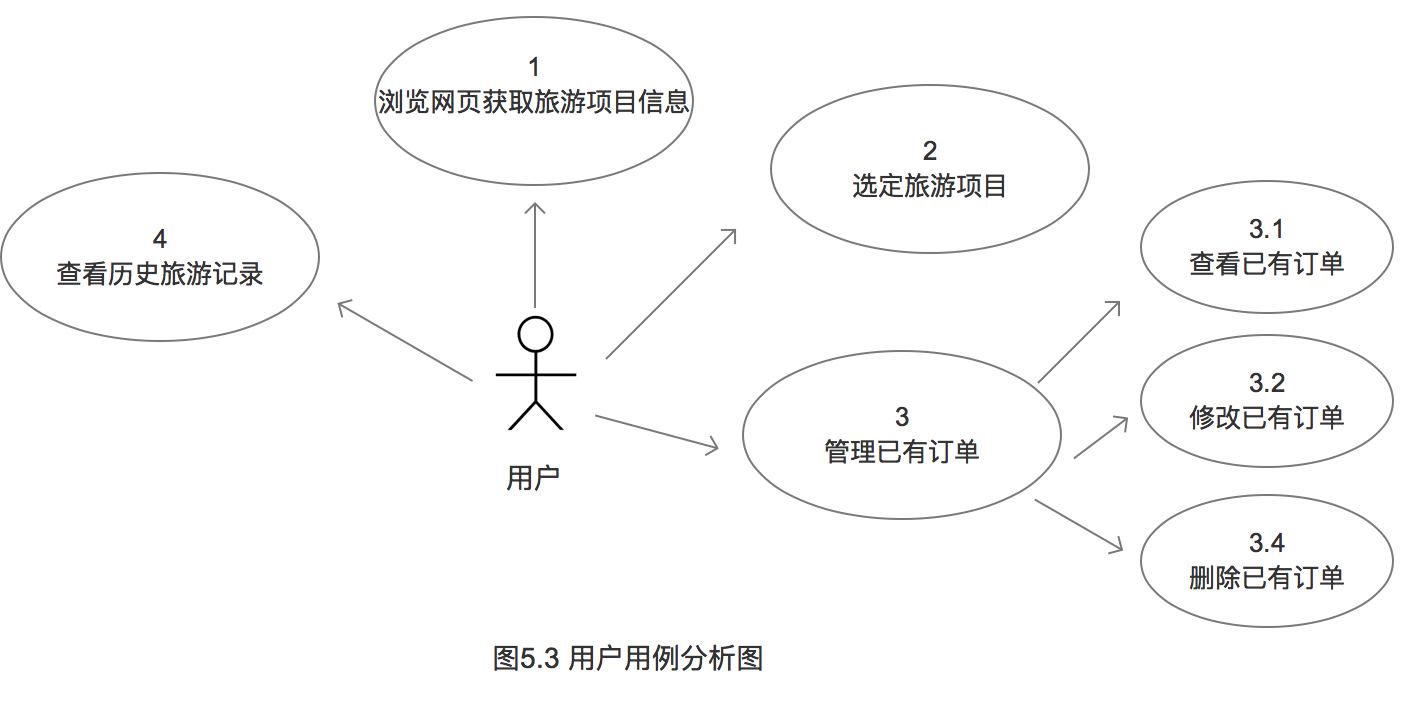 1
浏览网页获取旅游项目信息
2
选定旅游项目
3.1
查看已有订单
4
查看历史旅游记录
3.2
修改已有订单
3
管理已有订单
用户
3.4
删除已有订单
图5.3 用户用例分析图